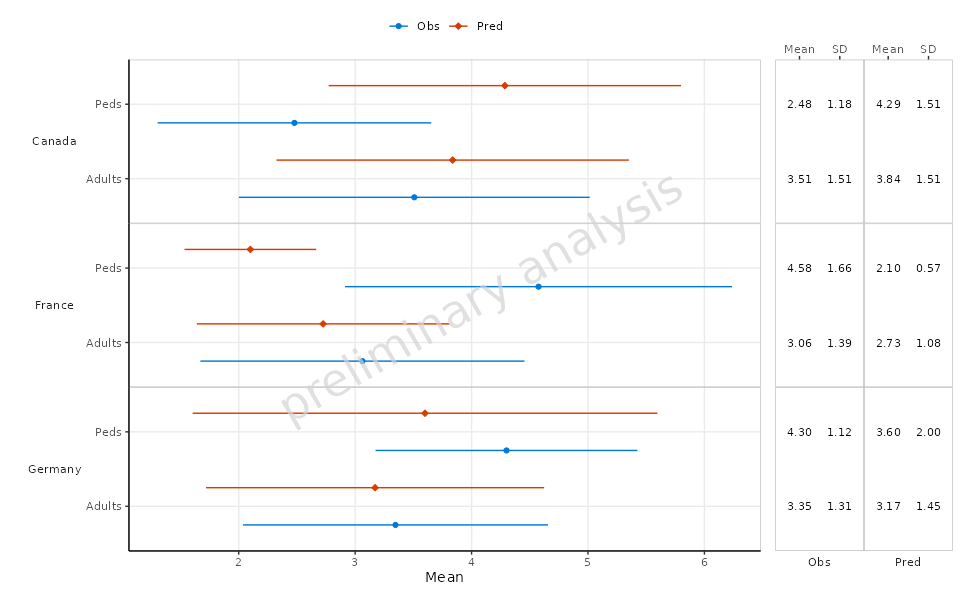 Obs Pred
Mean SD Mean SD
Peds 2.48 1.18 4.29 1.51
Canada
Adults 3.51 1.51 3.84 1.51
Peds 4.58 1.66 2.10 0.57
France
Adults 3.06 1.39 2.73 1.08
Peds 4.30 1.12 3.60 2.00
Germany
Adults 3.35 1.31 3.17 1.45
preliminary analysis
2 3 4 5 6
Obs Pred
Mean